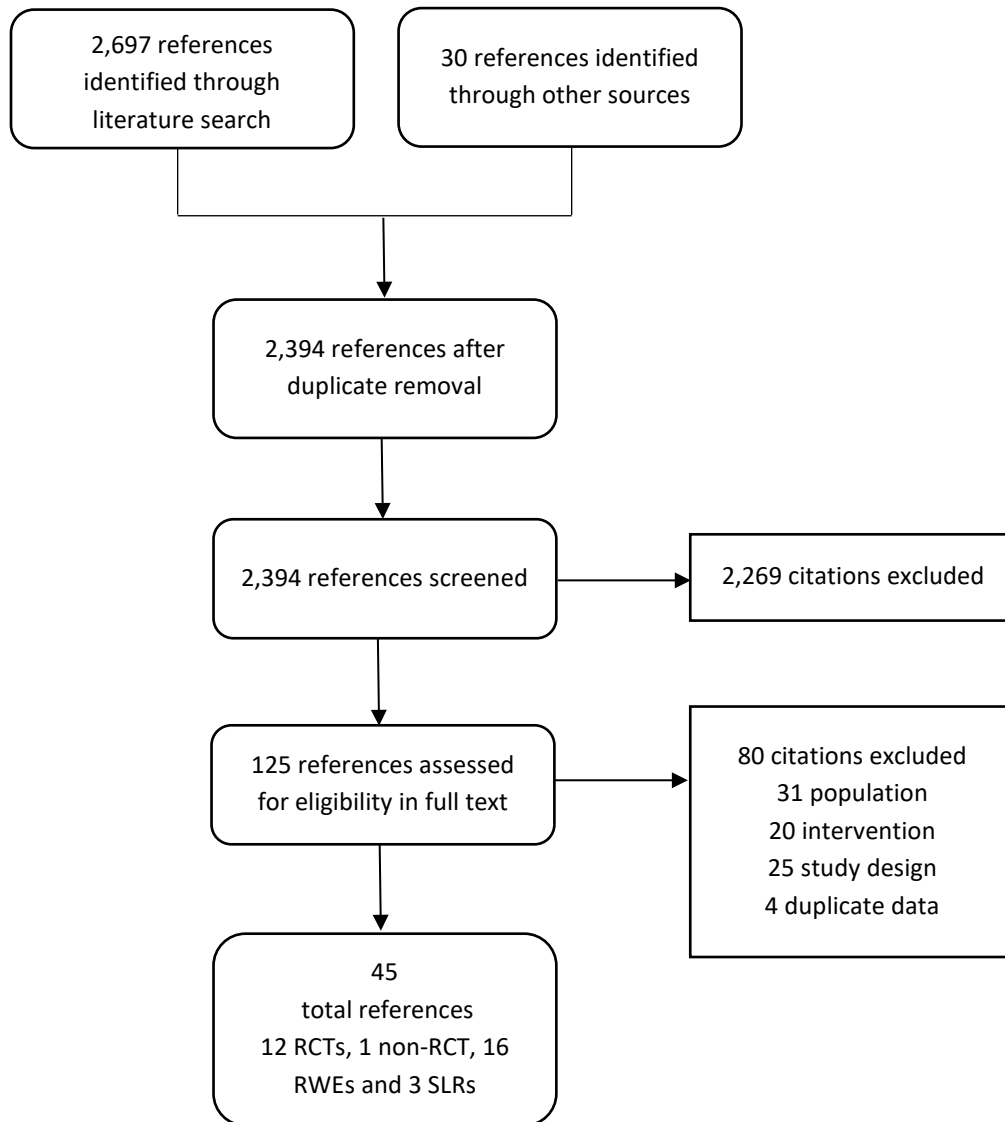 2,697 references
identified through
literature search
30 references identified
through other sources
2,394 references after
duplicate removal
2,394 references screened
2,269 citations excluded
125 references assessed
for eligibility in full text
80 citations excluded
31 population
20 intervention
25 study design
4 duplicate data
45
total references
12 RCTs, 1 non-RCT, 16
RWEs and 3 SLRs